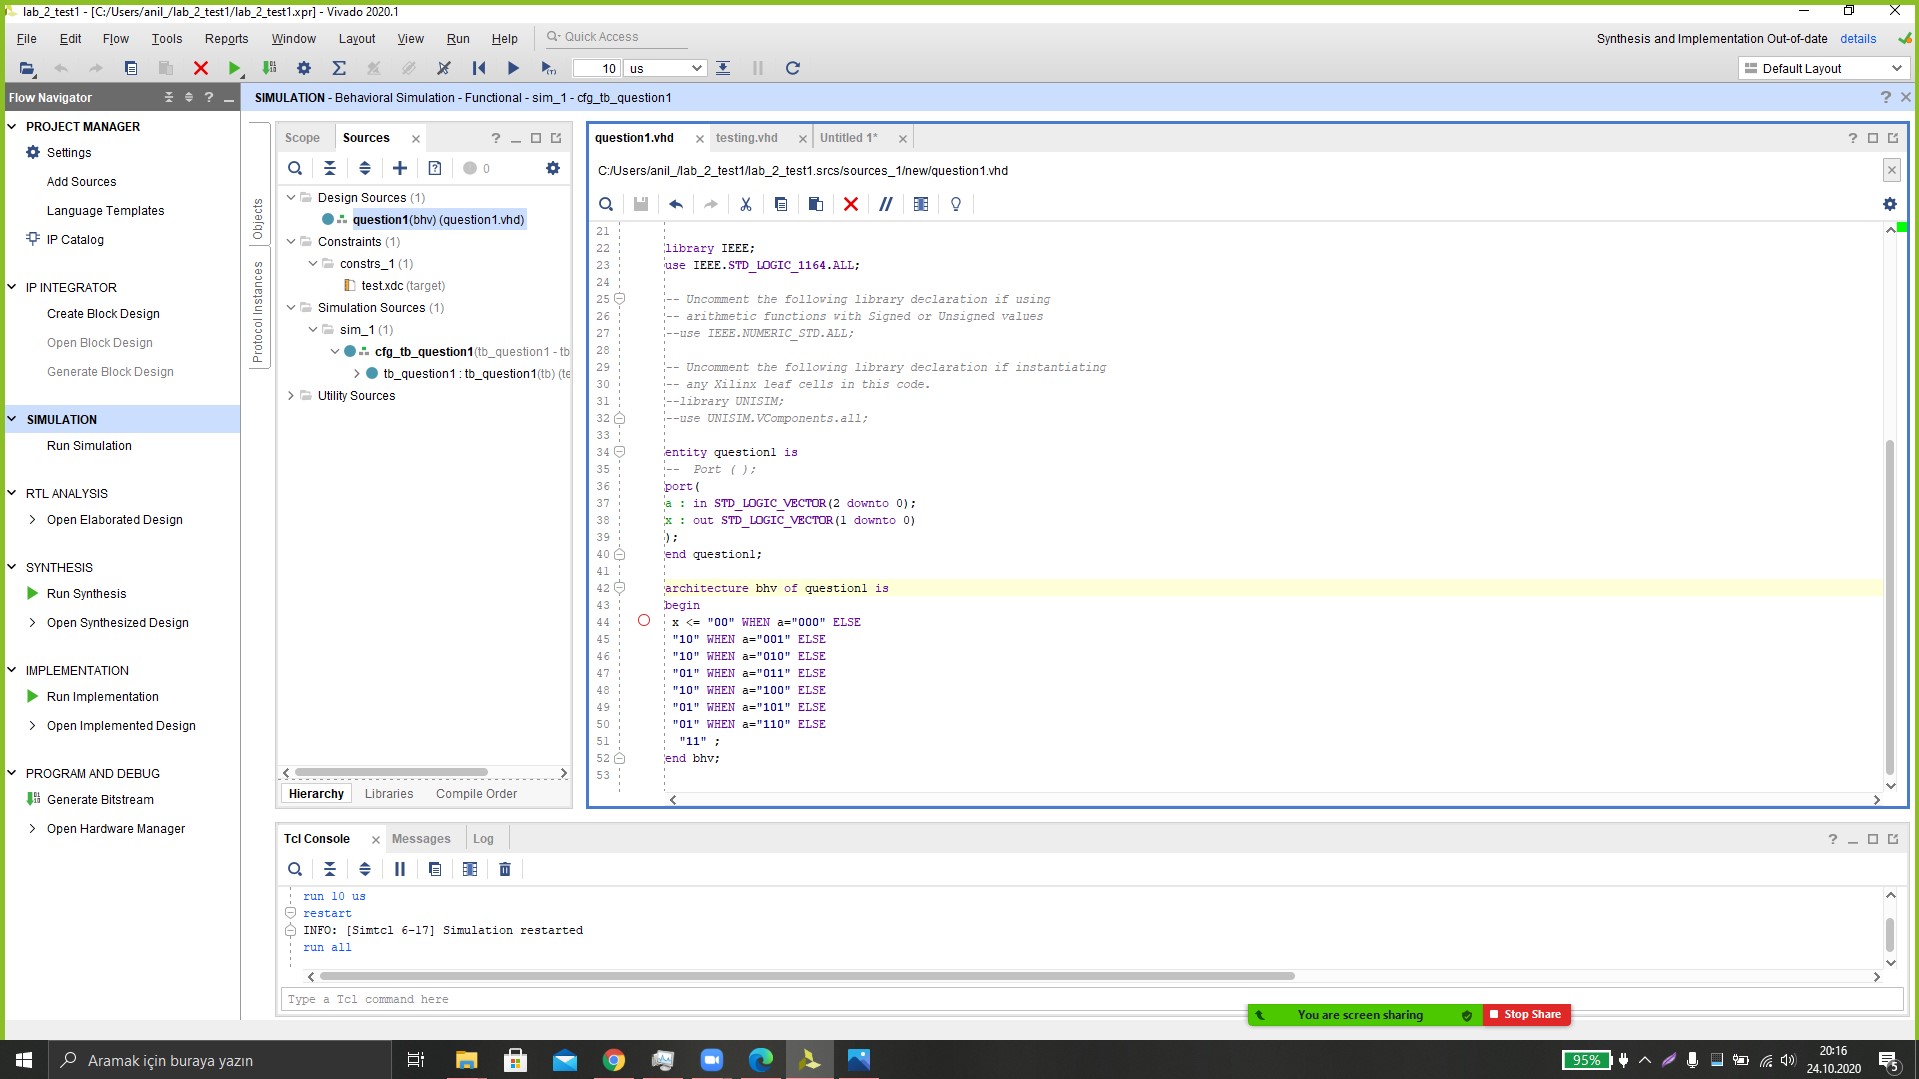 lab_2_test1 - [C:/Users/anil_/lab_2_test1/lab_2_test1.xpr] - Vivado 2020.1
File Edit Flow Tools Reports Window Layout View Run Help Quick Access
Synthesis and Implementation Out-of-date details
10 us
Default Layout
Flow Navigator
SIMULATION - Behavioral Simulation - Functional - sim_1 - cfg_tb_question1
PROJECT MANAGER
Settings
Add Sources
Language Templates
IP Catalog
IP INTEGRATOR
Create Block Design
Open Block Design
Generate Block Design
SIMULATION
Run Simulation
RTL ANALYSIS
Open Elaborated Design
SYNTHESIS
Run Synthesis
Open Synthesized Design
IMPLEMENTATION
Run Implementation
Open Implemented Design
PROGRAM AND DEBUG
Generate Bitstream
Open Hardware Manager
Objects
Protocol Instances
Scope Sources
0
Design Sources (1)
question1(bhv) (question1.vhd)
Constraints (1)
constrs_1 (1)
test.xdc (target)
Simulation Sources (1)
sim_1 (1)
cfg_tb_question1(tb_question1 - tb
tb_question1 : tb_question1(tb) (te
Utility Sources
Hierarchy Libraries Compile Order
question1.vhd testing.vhd Untitled 1*
C:/Users/anil_/lab_2_test1/lab_2_test1.srcs/sources_1/new/question1.vhd
21
22 library IEEE;
23 use IEEE.STD_LOGIC_1164.ALL;
24
25 -- Uncomment the following library declaration if using
26 -- arithmetic functions with Signed or Unsigned values
27 --use IEEE.NUMERIC_STD.ALL;
28
29 -- Uncomment the following library declaration if instantiating
30 -- any Xilinx leaf cells in this code.
31 --library UNISIM;
32 --use UNISIM.VComponents.all;
33
34 entity question1 is
35 --  Port ( );
36 port(
37 a : in STD_LOGIC_VECTOR(2 downto 0);
38 x : out STD_LOGIC_VECTOR(1 downto 0)
39 );
40 end question1;
41
42 architecture bhv of question1 is
43 begin
44 x <= "00" WHEN a="000" ELSE
45 "10" WHEN a="001" ELSE
46 "10" WHEN a="010" ELSE
47 "01" WHEN a="011" ELSE
48 "10" WHEN a="100" ELSE
49 "01" WHEN a="101" ELSE
50 "01" WHEN a="110" ELSE
51 "11" ;
52 end bhv;
53
Tcl Console Messages Log
run 10 us
restart
INFO: [Simtcl 6-17] Simulation restarted
run all
Type a Tcl command here
You are screen sharing Stop Share
Aramak için buraya yazın
95%
20:16
24.10.2020
5